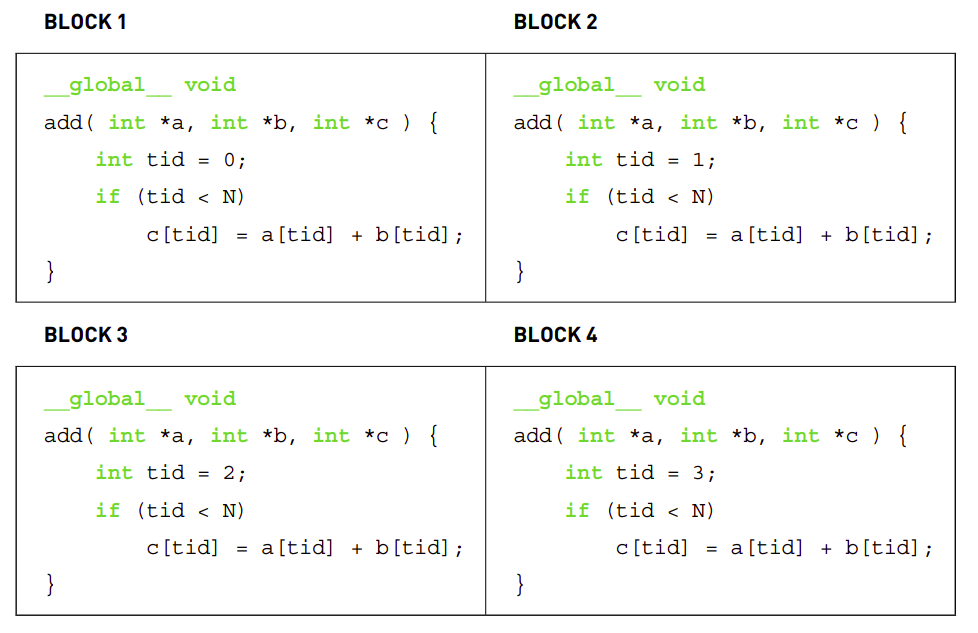 BLOCK 1
__global__ void
add( int *a, int *b, int *c ) {
    int tid = 0;
    if (tid < N)
        c[tid] = a[tid] + b[tid];
}
BLOCK 2
__global__ void
add( int *a, int *b, int *c ) {
    int tid = 1;
    if (tid < N)
        c[tid] = a[tid] + b[tid];
}
BLOCK 3
__global__ void
add( int *a, int *b, int *c ) {
    int tid = 2;
    if (tid < N)
        c[tid] = a[tid] + b[tid];
}
BLOCK 4
__global__ void
add( int *a, int *b, int *c ) {
    int tid = 3;
    if (tid < N)
        c[tid] = a[tid] + b[tid];
}